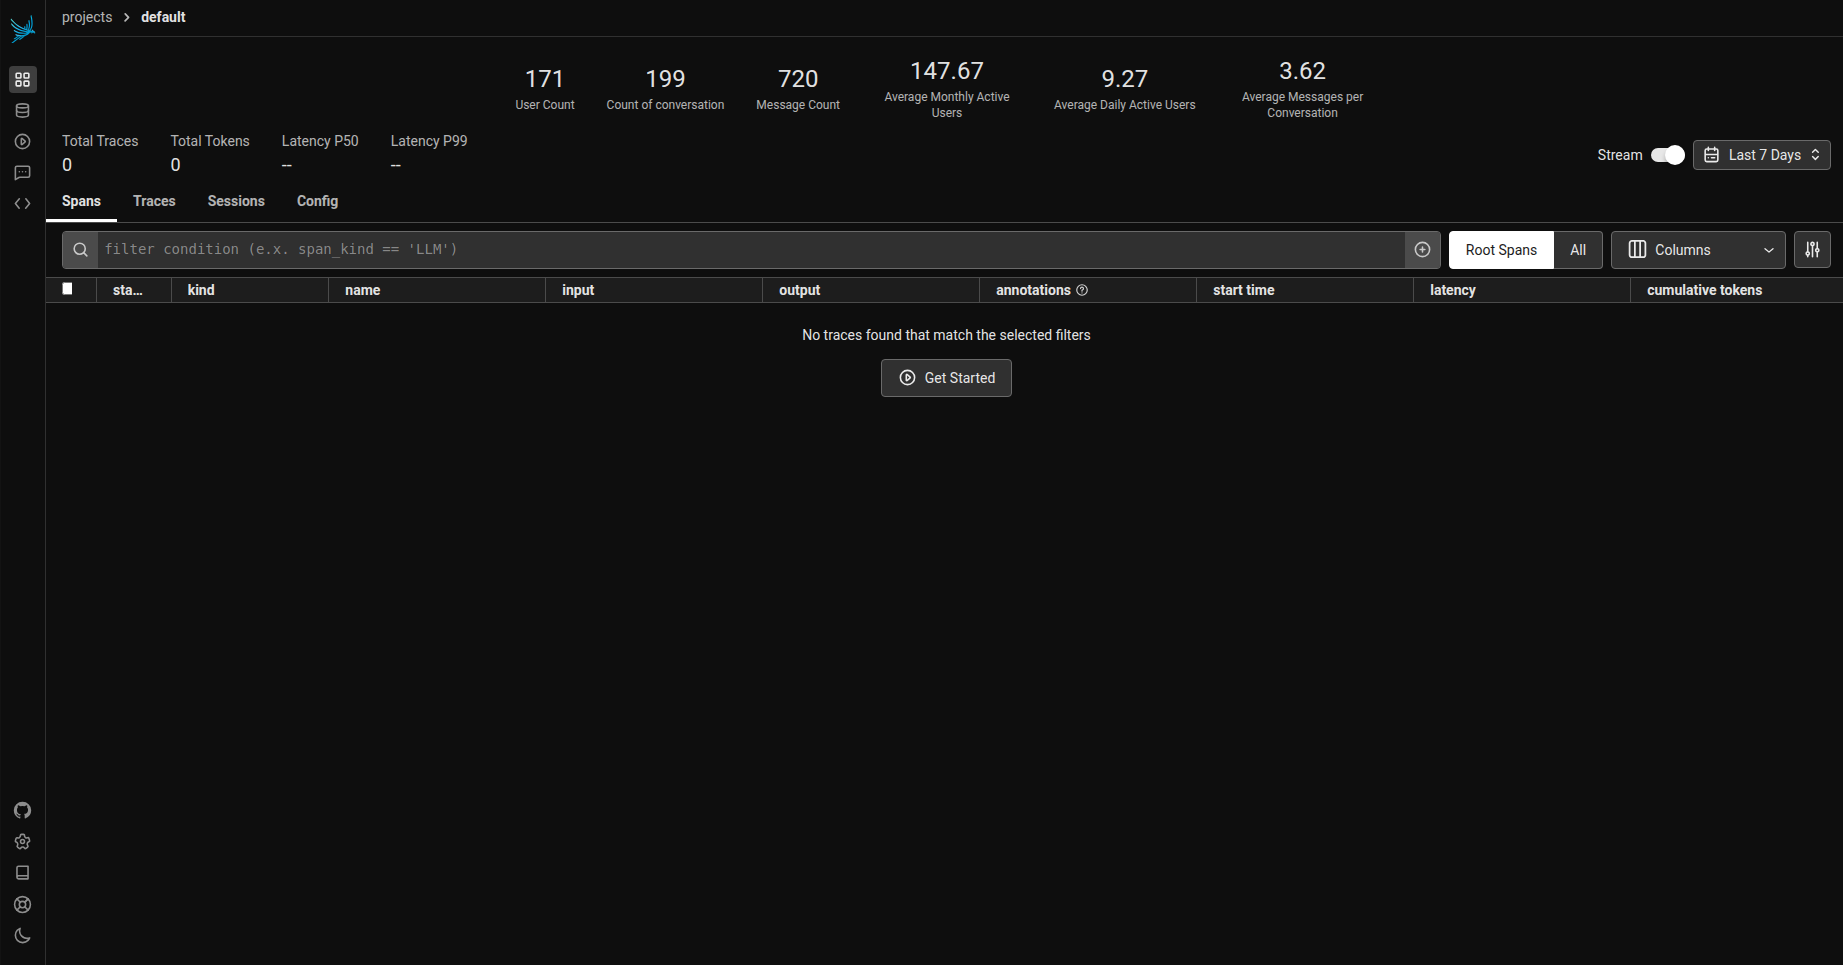 projects > default
171
User Count
199
Count of conversation
720
Message Count
147.67
Average Monthly Active
Users
9.27
Average Daily Active Users
3.62
Average Messages per
Conversation
Total Traces
0
Total Tokens
0
Latency P50
--
Latency P99
--
Stream
Last 7 Days
Spans Traces Sessions Config
filter condition (e.x. span_kind == 'LLM')
Root Spans All Columns
sta... kind name input output annotations start time latency cumulative tokens
No traces found that match the selected filters
Get Started